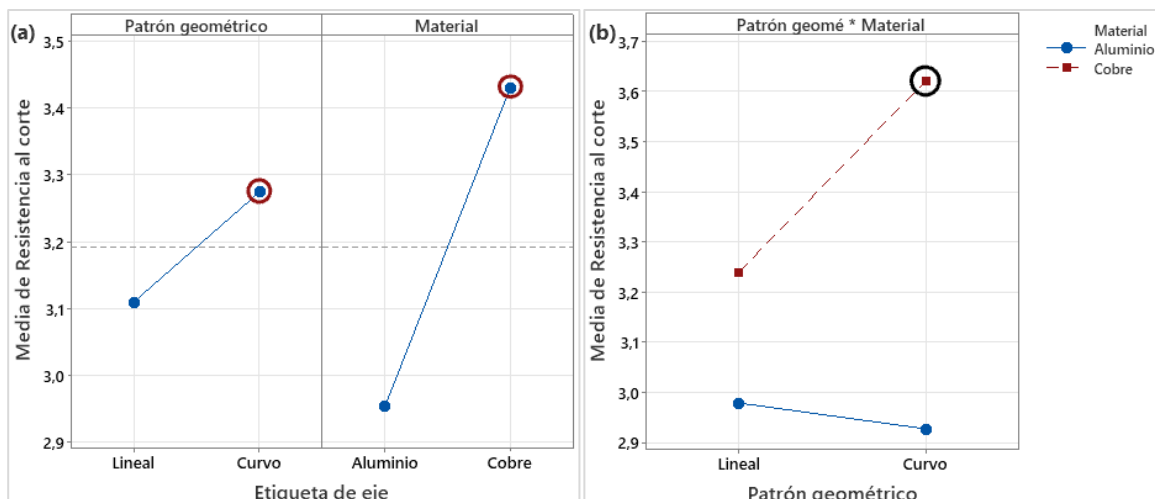 (a)
Patrón geométrico
Material
Media de Resistencia al corte
3,5
3,4
3,3
3,2
3,1
3,0
2,9
Lineal
Curvo
Aluminio
Cobre
Etiqueta de eje
(b)
Patrón geomé * Material
Media de Resistencia al corte
3,7
3,6
3,5
3,4
3,3
3,2
3,1
3,0
2,9
Lineal
Curvo
Patrón geométrico
Material
Aluminio
Cobre